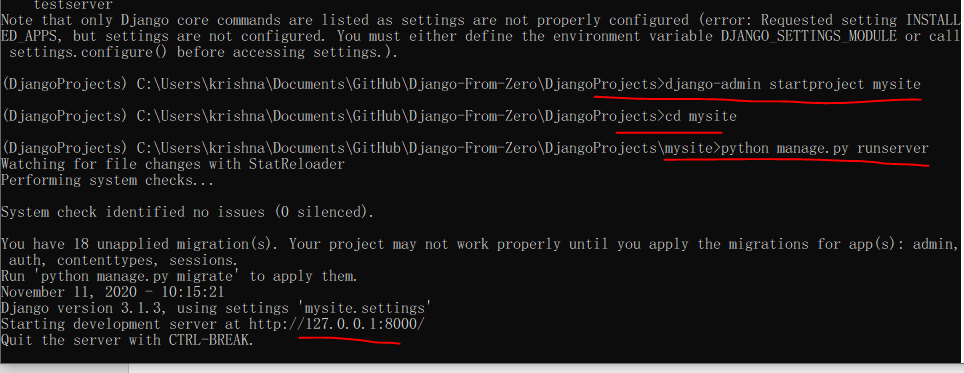 testserver
Note that only Django core commands are listed as settings are not properly configured (error: Requested setting INSTALL
ED_APPS, but settings are not configured. You must either define the environment variable DJANGO_SETTINGS_MODULE or call
settings.configure() before accessing settings.).
(DjangoProjects) C:\Users\krishna\Documents\GitHub\Django-From-Zero\DjangoProjects>django-admin startproject mysite
(DjangoProjects) C:\Users\krishna\Documents\GitHub\Django-From-Zero\DjangoProjects>cd mysite
(DjangoProjects) C:\Users\krishna\Documents\GitHub\Django-From-Zero\DjangoProjects\mysite>python manage.py runserver
Watching for file changes with StatReloader
Performing system checks...
System check identified no issues (0 silenced).
You have 18 unapplied migration(s). Your project may not work properly until you apply the migrations for app(s): admin,
auth, contenttypes, sessions.
Run 'python manage.py migrate' to apply them.
November 11, 2020 - 10:15:21
Django version 3.1.3, using settings 'mysite.settings'
Starting development server at http://127.0.0.1:8000/
Quit the server with CTRL-BREAK.